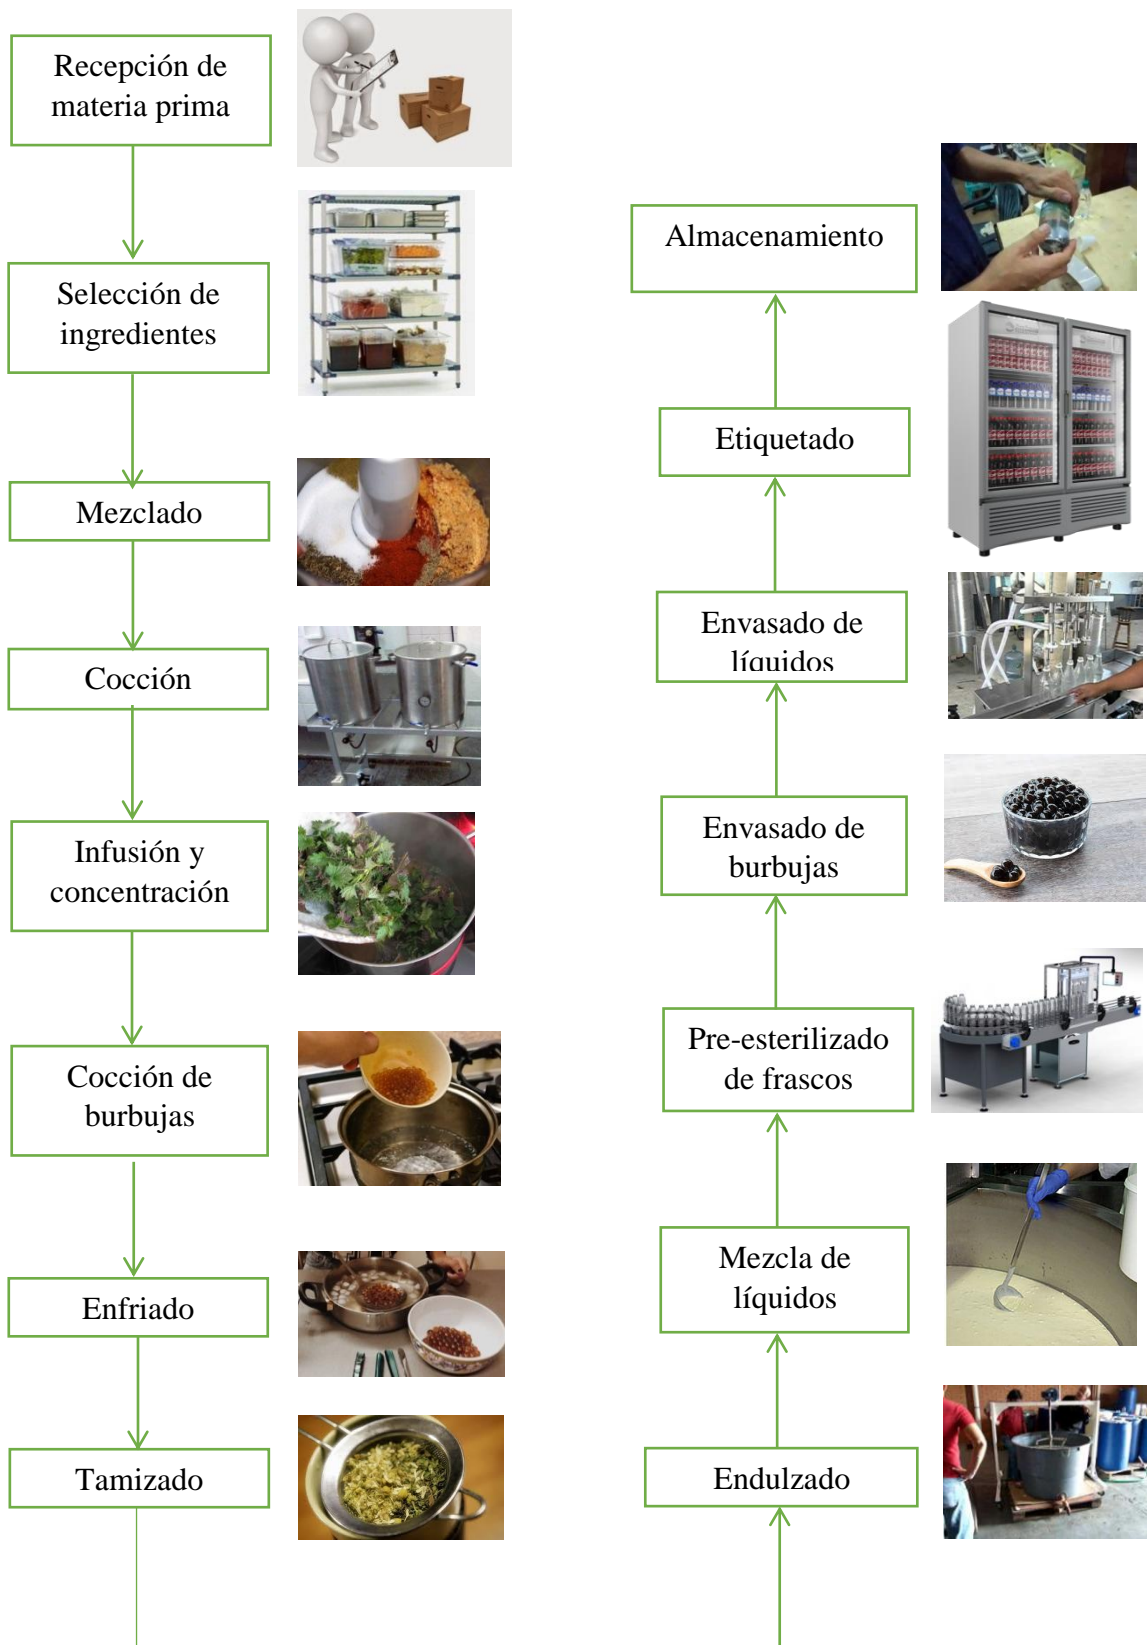 Recepción de
materia prima
Selección de
ingredientes
Mezclado
Cocción
Infusión y
concentración
Cocción de
burbujas
Enfriado
Tamizado
Almacenamiento
Etiquetado
Envasado de
líquidos
Envasado de
burbujas
Pre-esterilizado
de frascos
Mezcla de
líquidos
Endulzado